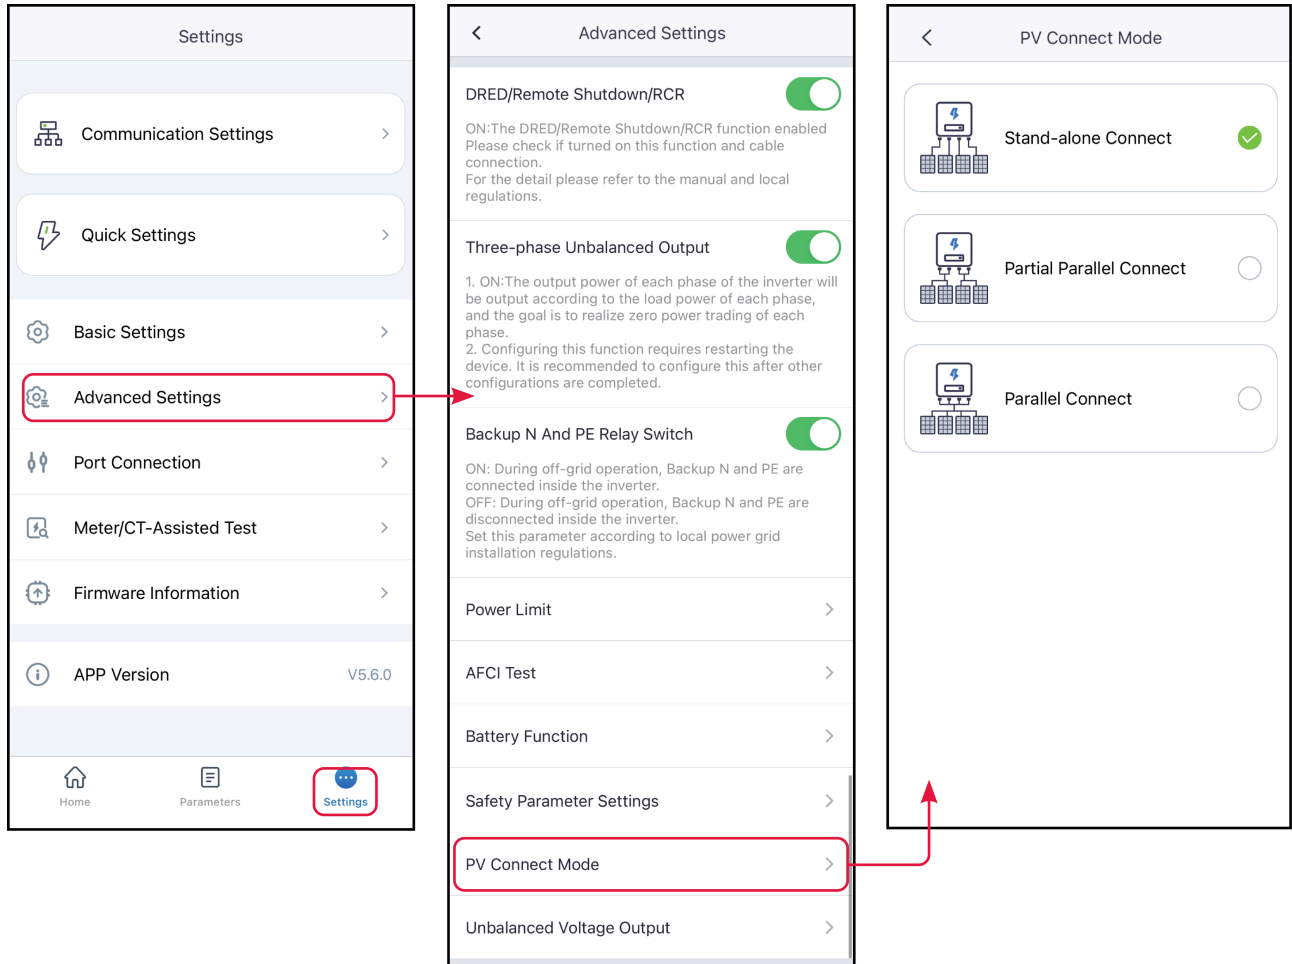 Settings
Communication Settings
Quick Settings
Basic Settings
Advanced Settings
Port Connection
Meter/CT-Assisted Test
Firmware Information
APP Version
V5.6.0
Home
Parameters
Settings
Advanced Settings
DRED/Remote Shutdown/RCR
ON:The DRED/Remote Shutdown/RCR function enabled
Please check if turned on this function and cable
connection.
For the detail please refer to the manual and local
regulations.
Three-phase Unbalanced Output
1. ON:The output power of each phase of the inverter will
be output according to the load power of each phase,
and the goal is to realize zero power trading of each
phase.
2. Configuring this function requires restarting the
device. It is recommended to configure this after other
configurations are completed.
Backup N And PE Relay Switch
ON: During off-grid operation, Backup N and PE are
connected inside the inverter.
OFF: During off-grid operation, Backup N and PE are
disconnected inside the inverter.
Set this parameter according to local power grid
installation regulations.
Power Limit
AFCI Test
Battery Function
Safety Parameter Settings
PV Connect Mode
Unbalanced Voltage Output
PV Connect Mode
Stand-alone Connect
Partial Parallel Connect
Parallel Connect